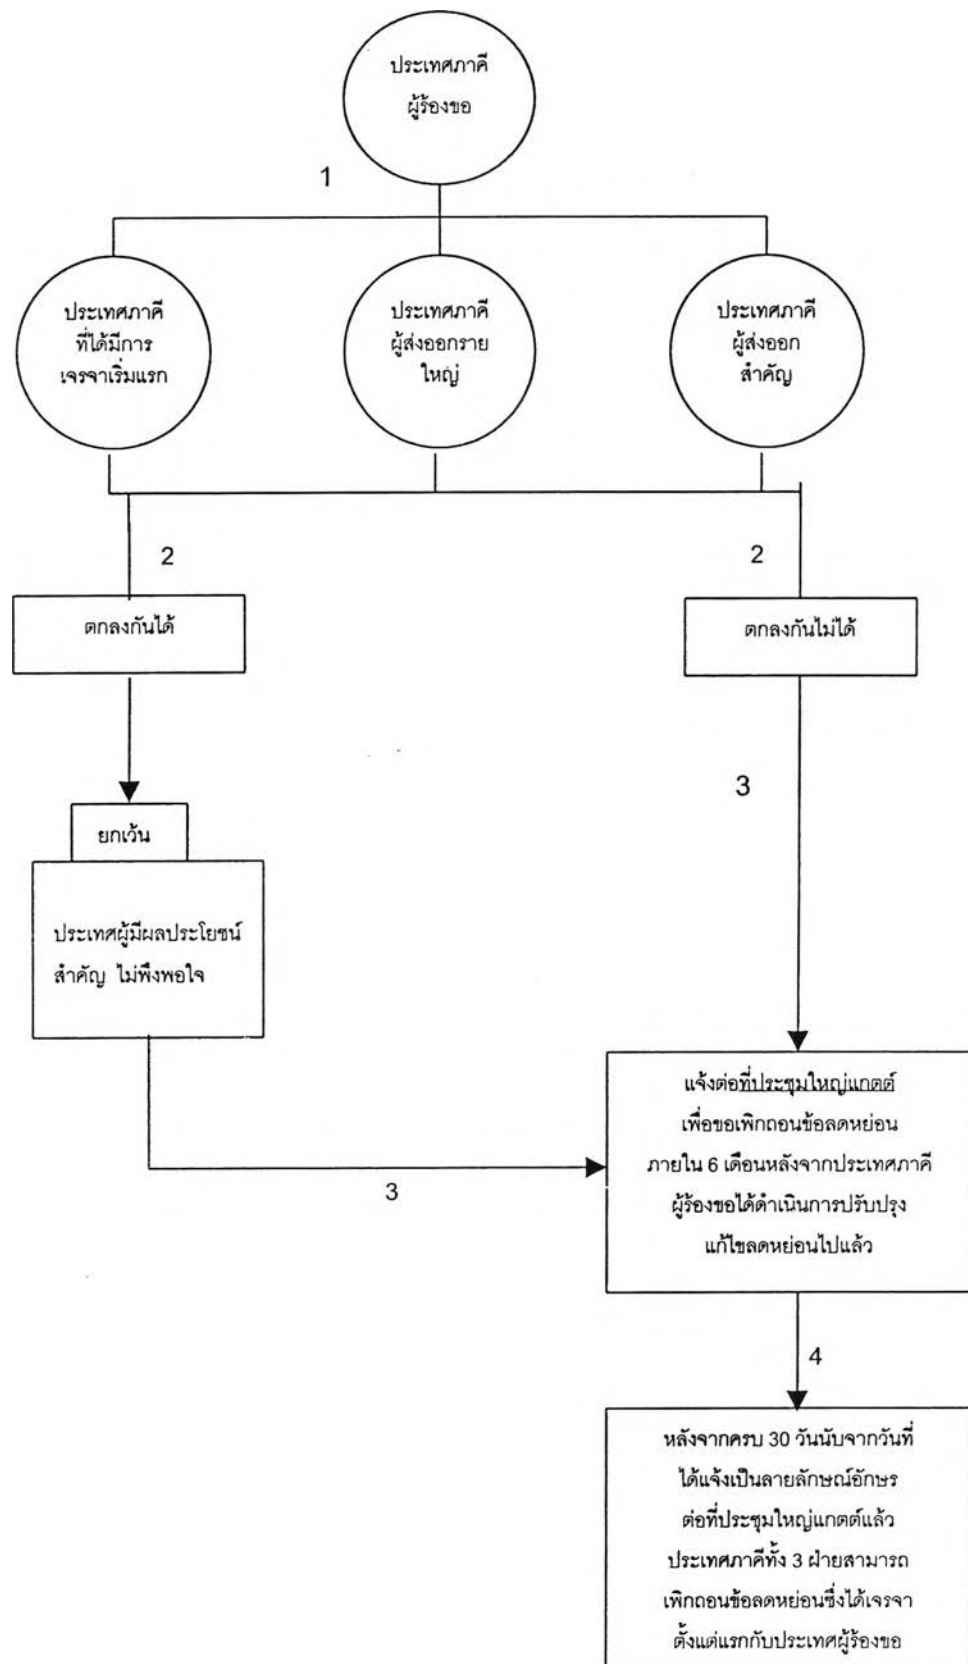 ประเทศภาคี
ผู้ร้องขอ
1
ประเทศภาคี
ที่ได้มีการ
เจรจาเริ่มแรก
ประเทศภาคี
ผู้ส่งออกราย
ใหญ่
ประเทศภาคี
ผู้ส่งออก
สำคัญ
2
2
ตกลงกันได้
ตกลงกันไม่ได้
3
ยกเว้น
ประเทศผู้มีผลประโยชน์
สำคัญ ไม่พึงพอใจ
แจ้งต่อที่ประชุมใหญ่แกตต์
เพื่อขอเพิกถอนข้อลดหย่อน
ภายใน 6 เดือนหลังจากประเทศภาคี
ผู้ร้องขอได้ดำเนินการปรับปรุง
แก้ไขลดหย่อนไปแล้ว
3
4
หลังจากครบ 30 วันนับจากวันที่
ได้แจ้งเป็นลายลักษณ์อักษร
ต่อที่ประชุมใหญ่แกตต์แล้ว
ประเทศภาคีทั้ง 3 ฝ่ายสามารถ
เพิกถอนข้อลดหย่อนซึ่งได้เจรจา
ตั้งแต่แรกกับประเทศผู้ร้องขอ